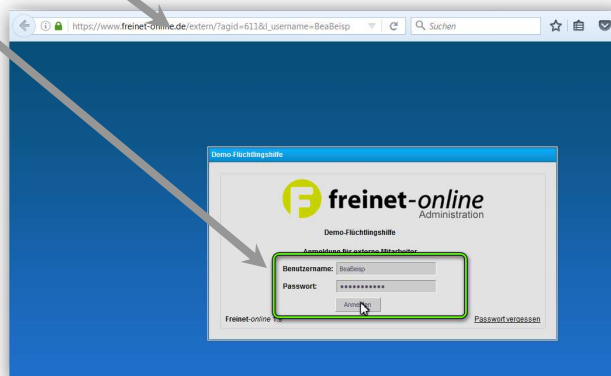 https://www.freinet-online.de/extern/?agid=611&l_username=BeaBeisp
Suchen
Demo-Flüchtlingshilfe
freinet-online
Administration
Demo-Flüchtlingshilfe
Anmeldung für externe Mitarbeiter
Benutzername: BeaBeisp
Passwort: •••••••••••
Anmelden
Freinet-online
Passwort vergessen